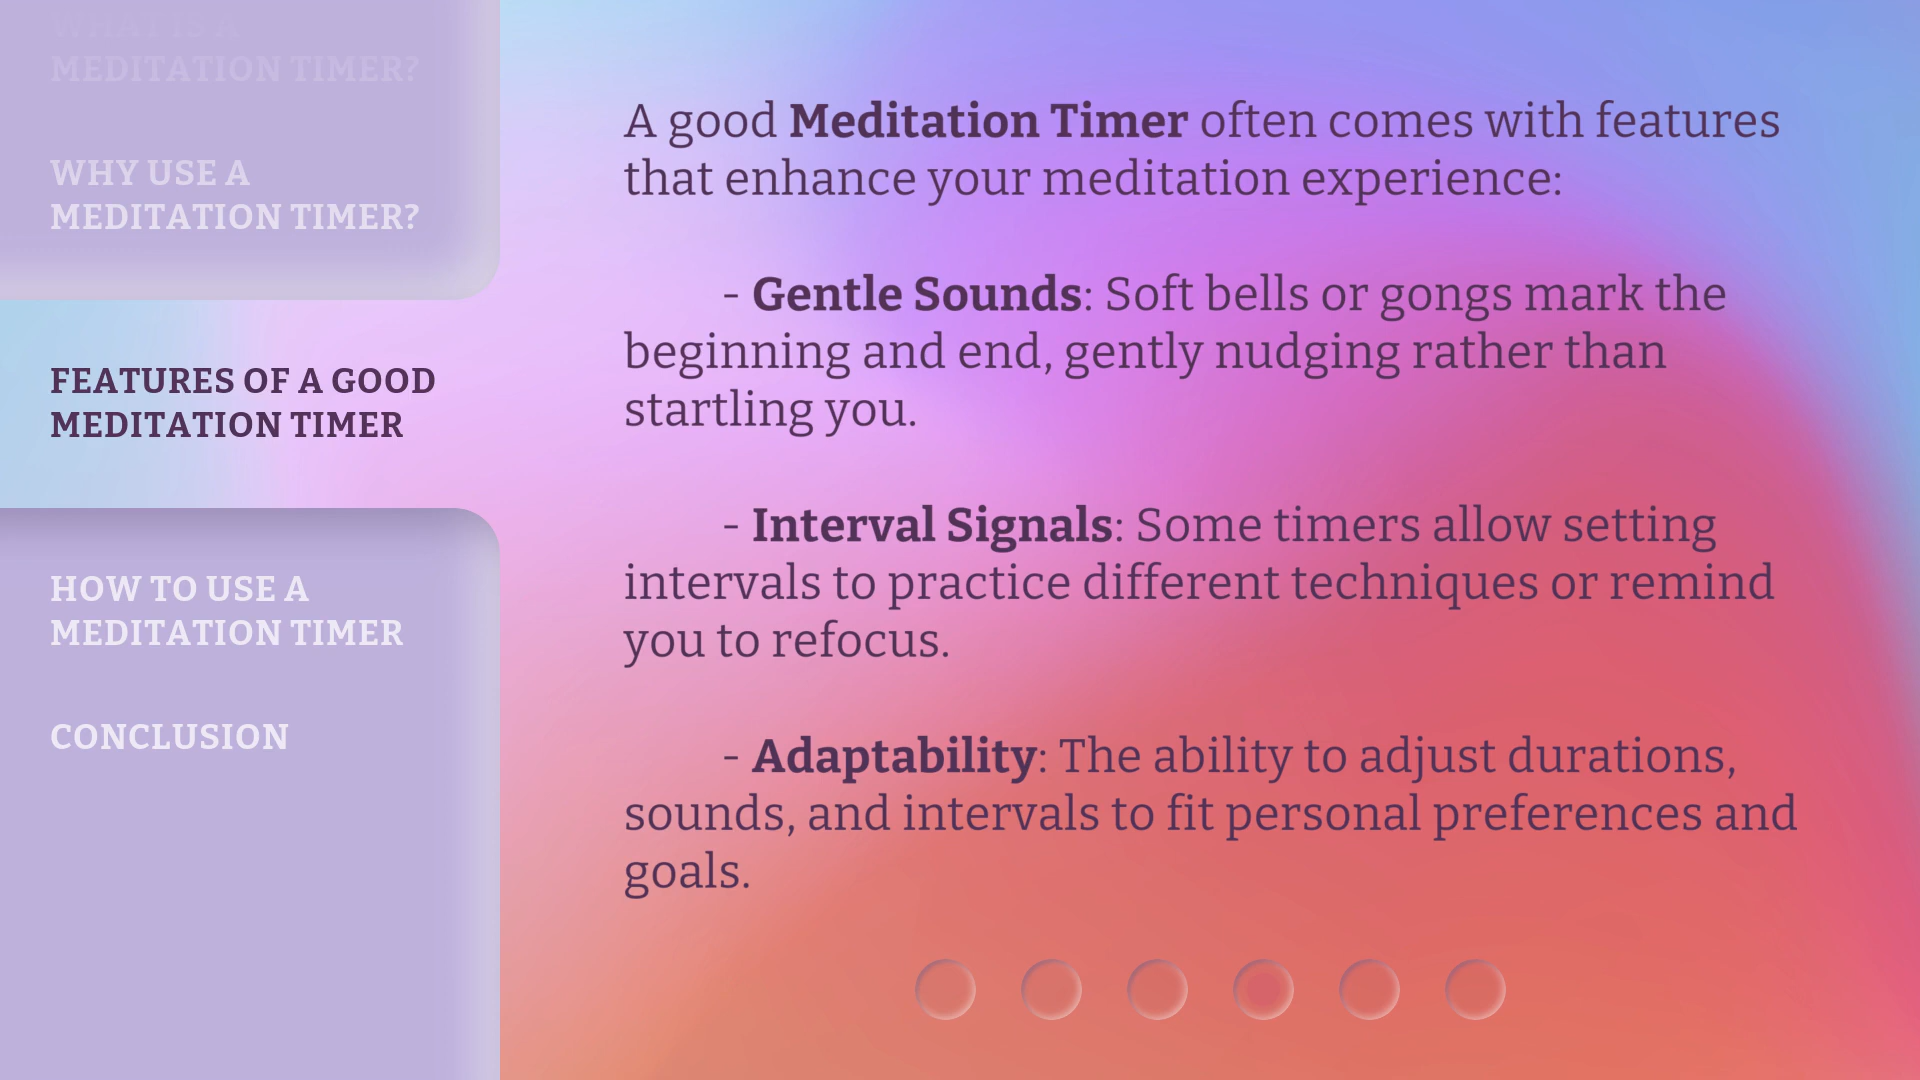 WHAT IS A
MEDITATION TIMER?
WHY USE A
MEDITATION TIMER?
FEATURES OF A GOOD
MEDITATION TIMER
HOW TO USE A
MEDITATION TIMER
CONCLUSION
A good Meditation Timer often comes with features
that enhance your meditation experience:
- Gentle Sounds: Soft bells or gongs mark the
beginning and end, gently nudging rather than
startling you.
- Interval Signals: Some timers allow setting
intervals to practice different techniques or remind
you to refocus.
- Adaptability: The ability to adjust durations,
sounds, and intervals to fit personal preferences and
goals.